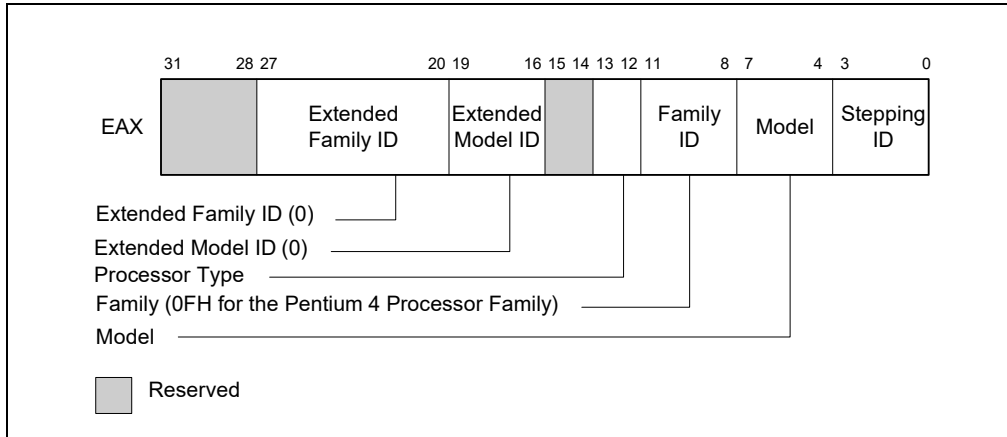 31 28 27 20 19 16 15 14 13 12 11 8 7 4 3 0
EAX
Extended
Family ID
Extended
Model ID
Family
ID
Model
Stepping
ID
Extended Family ID (0)
Extended Model ID (0)
Processor Type
Family (0FH for the Pentium 4 Processor Family)
Model
Reserved